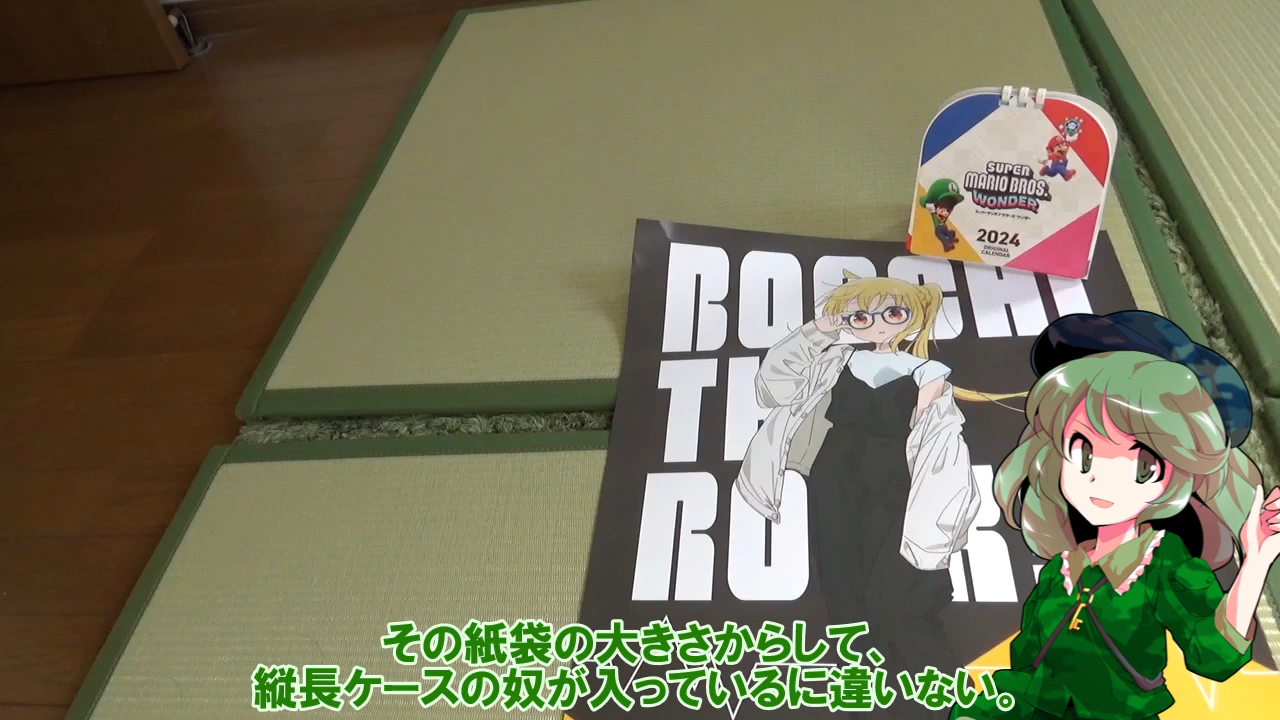 SUPER
MARIO BROS.
WONDER
スーパーマリオブラザーズ ワンダー
2024
ORIGINAL
CALENDAR
BOCCHI
THE
ROCK!
その紙袋の大きさからして、
縦長ケースの奴が入っているに違いない。